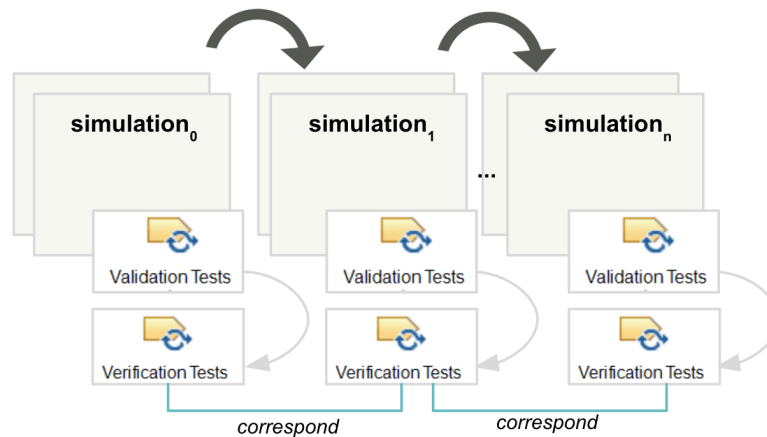 simulation0
simulation1
simulationn
...
Validation Tests
Validation Tests
Validation Tests
Verification Tests
Verification Tests
Verification Tests
correspond
correspond